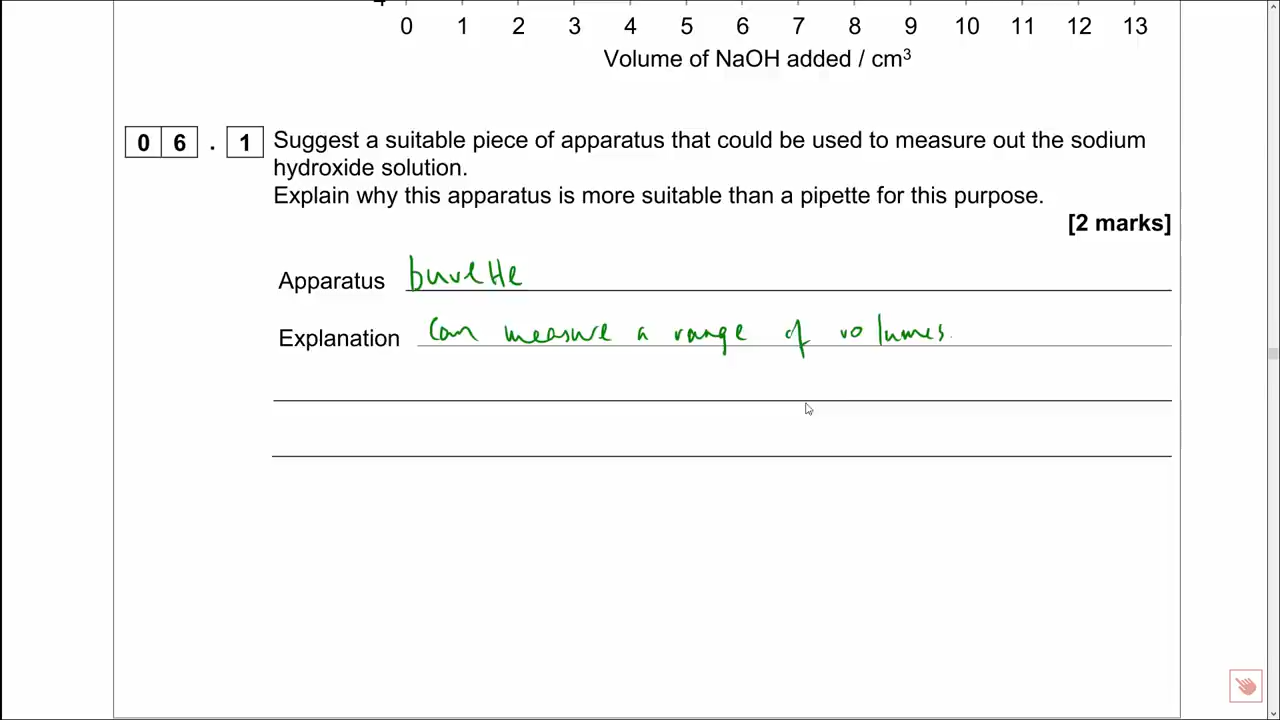 0 1 2 3 4 5 6 7 8 9 10 11 12 13
Volume of NaOH added / cm³
0 6 . 1 Suggest a suitable piece of apparatus that could be used to measure out the sodium
hydroxide solution.
Explain why this apparatus is more suitable than a pipette for this purpose.
[2 marks]
Apparatus burette
Explanation Can measure a range of volumes.